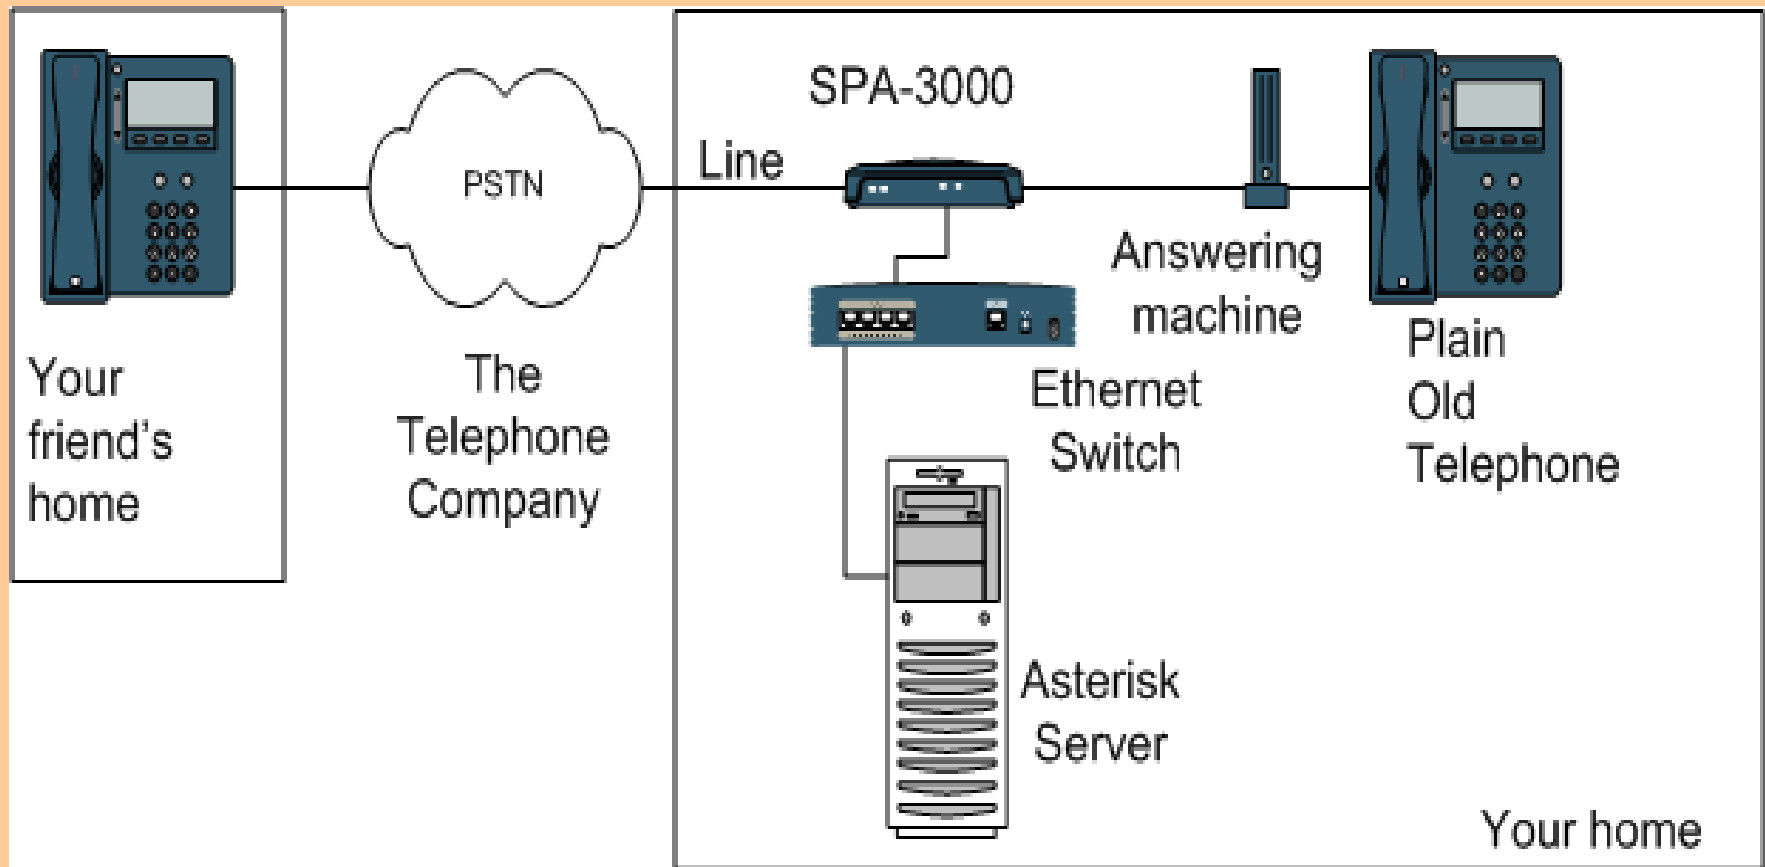 Your
friend's
home
PSTN
The
Telephone
Company
Line
SPA-3000
Answering
machine
Plain
Old
Telephone
Ethernet
Switch
Asterisk
Server
Your home